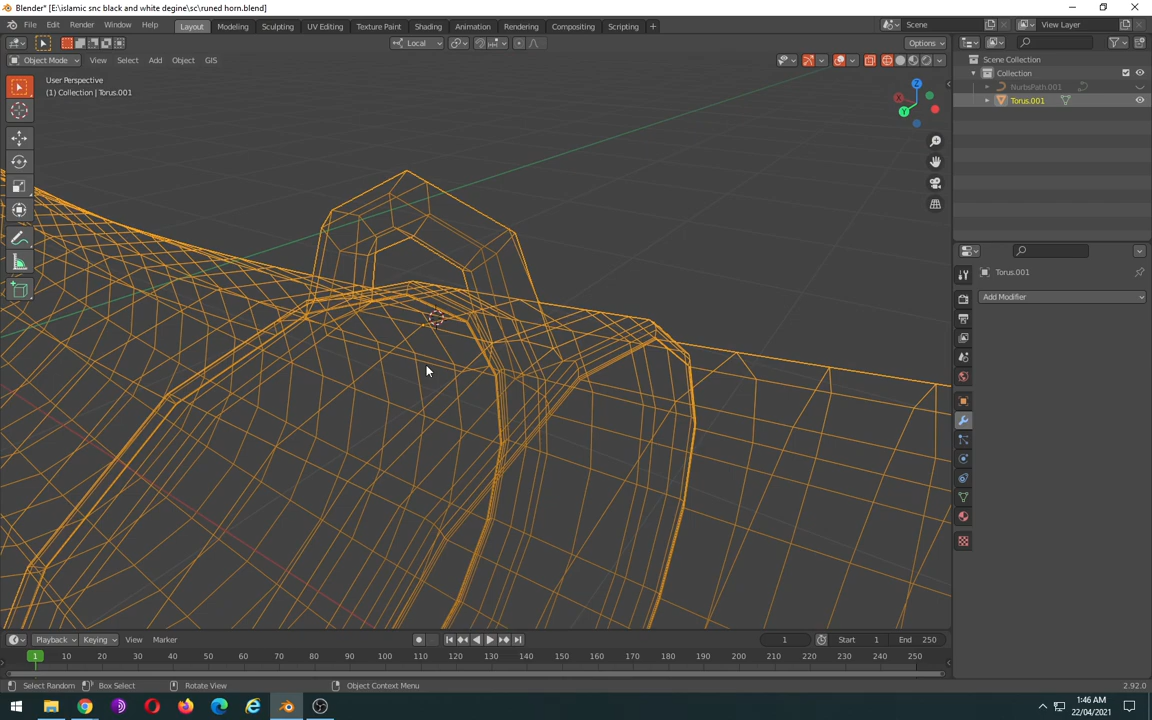 Blender* [E:\islamic snc black and white degine\sc\runed horn.blend]
File Edit Render Window Help Layout Modeling Sculpting UV Editing Texture Paint Shading Animation Rendering Compositing Scripting + Scene View Layer
Local Options
Object Mode View Select Add Object GIS
User Perspective
(1) Collection | Torus.001
Scene Collection
Collection
NurbsPath.001
Torus.001
X Y Z
Torus.001
Add Modifier
Playback Keying View Marker 1 Start 1 End 250
1 10 20 30 40 50 60 70 80 90 100 110 120 130 140 150 160 170 180 190 200 210 220 230 240 250
Select Random Box Select Rotate View Object Context Menu 2.92.0
1:46 AM
22/04/2021